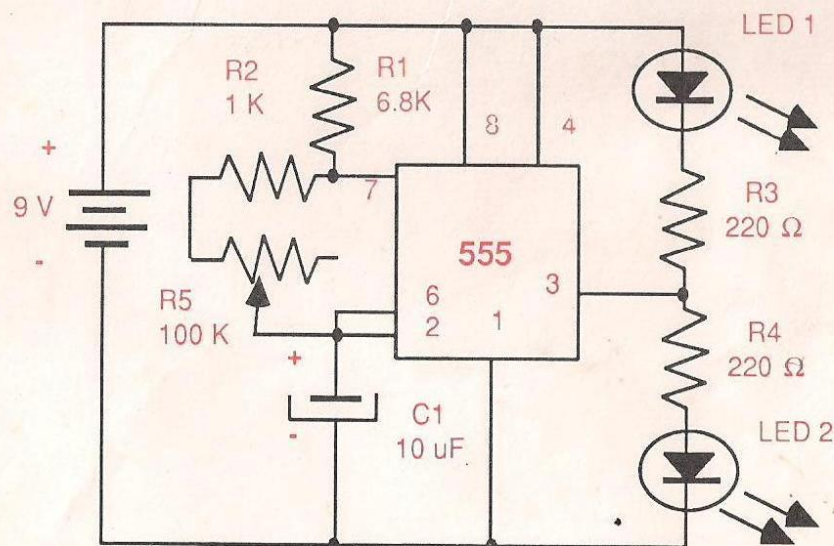 LED 1
R2
1 K
R1
6.8K
8
4
+
9 V
-
7
R3
220 Ω
555
3
6
2
1
R5
100 K
R4
220 Ω
+
-
C1
10 uF
LED 2